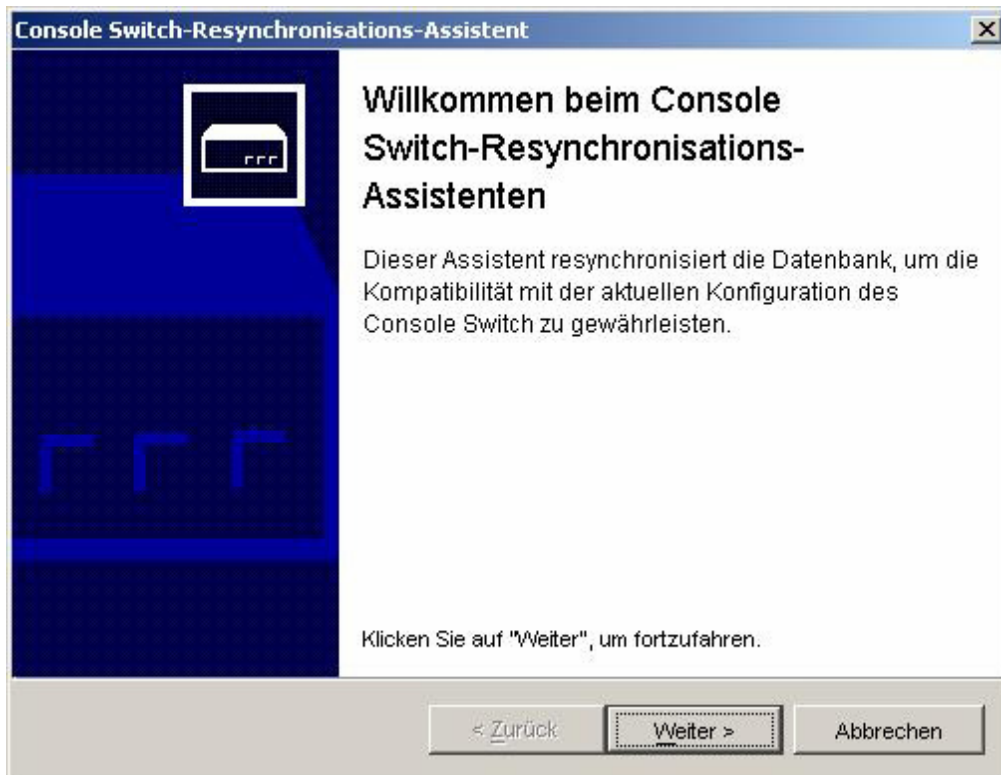 Console Switch-Resynchronisations-Assistent
Willkommen beim Console
Switch-Resynchronisations-
Assistenten
Dieser Assistent resynchronisiert die Datenbank, um die
Kompatibilität mit der aktuellen Konfiguration des
Console Switch zu gewährleisten.
Klicken Sie auf "Weiter", um fortzufahren.
< Zurück
Weiter >
Abbrechen